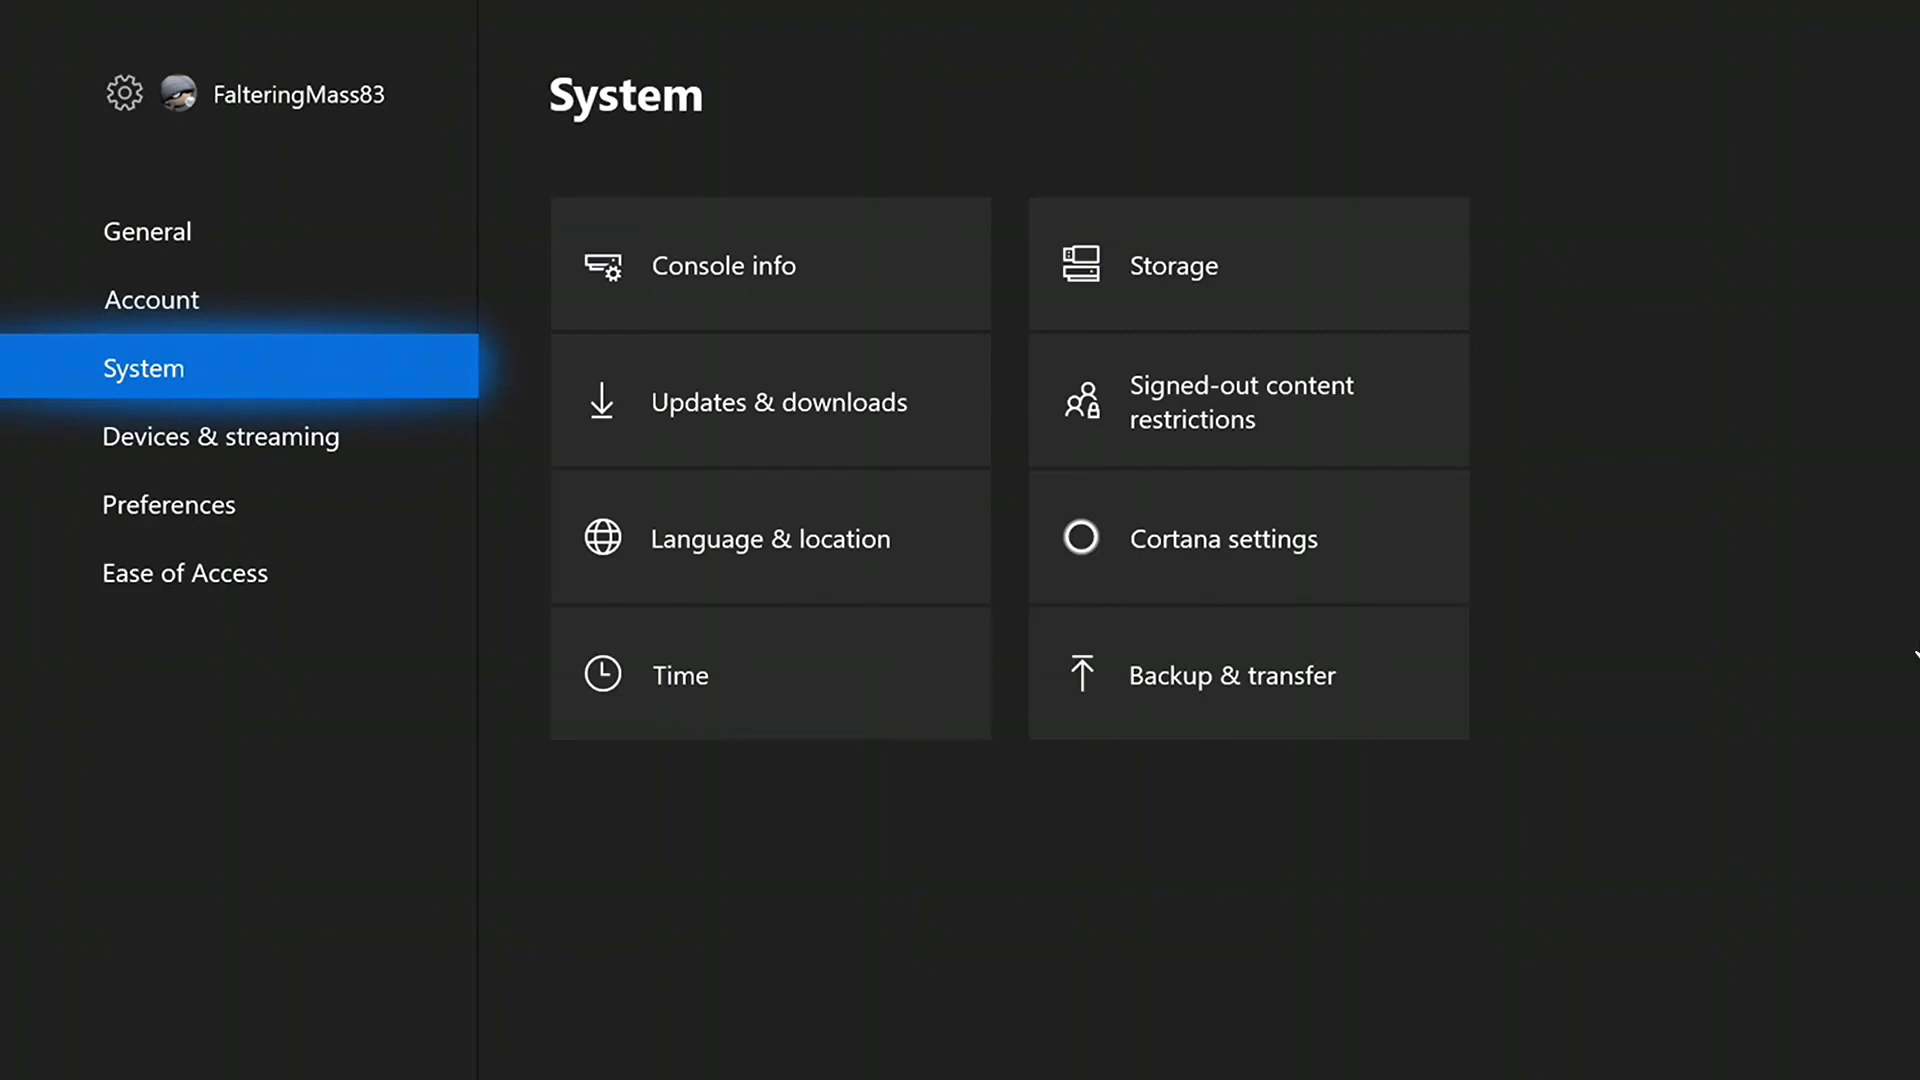 FalteringMass83
General
Account
System
Devices & streaming
Preferences
Ease of Access
System
Console info
Storage
Updates & downloads
Signed-out content
restrictions
Language & location
Cortana settings
Time
Backup & transfer